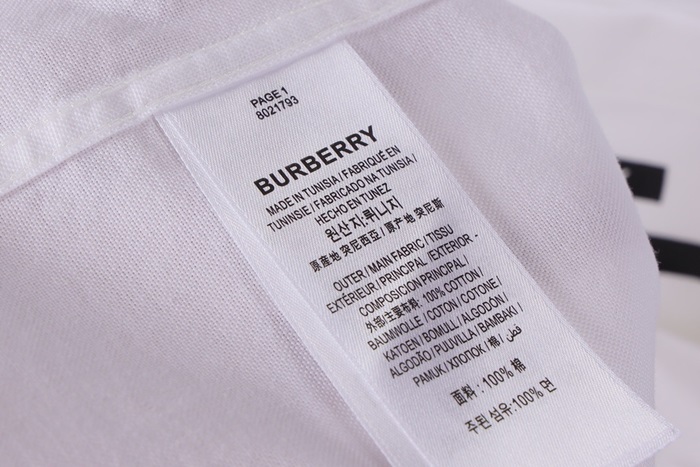 PAGE 1
8021793
BURBERRY
MADE IN TUNISIA / FABRIQUÉ EN
TUNINSIE / FABRICADO NA TUNISIA /
HECHO EN TUNEZ
원산지:튀니지
原産地 突尼西亞 / 原产地 突尼斯
OUTER / MAIN FABRIC / TISSU
EXTÉRIEUR / PRINCIPAL / EXTERIOR -
COMPOSICION PRINCIPAL /
外部/主要布料: 100% COTTON /
BAUMWOLLE / COTON / COTONE /
KATOEN / BOMULL / ALGODÓN /
ALGODÃO / PUUVILLA / BAMBAKI /
PAMUK / ХЛОПОК / 棉 / قطن /
面料 : 100% 棉
주된 섬유:100% 면